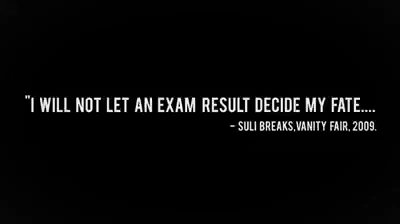 "I WILL NOT LET AN EXAM RESULT DECIDE MY FATE....
- SULI BREAKS,VANITY FAIR, 2009.